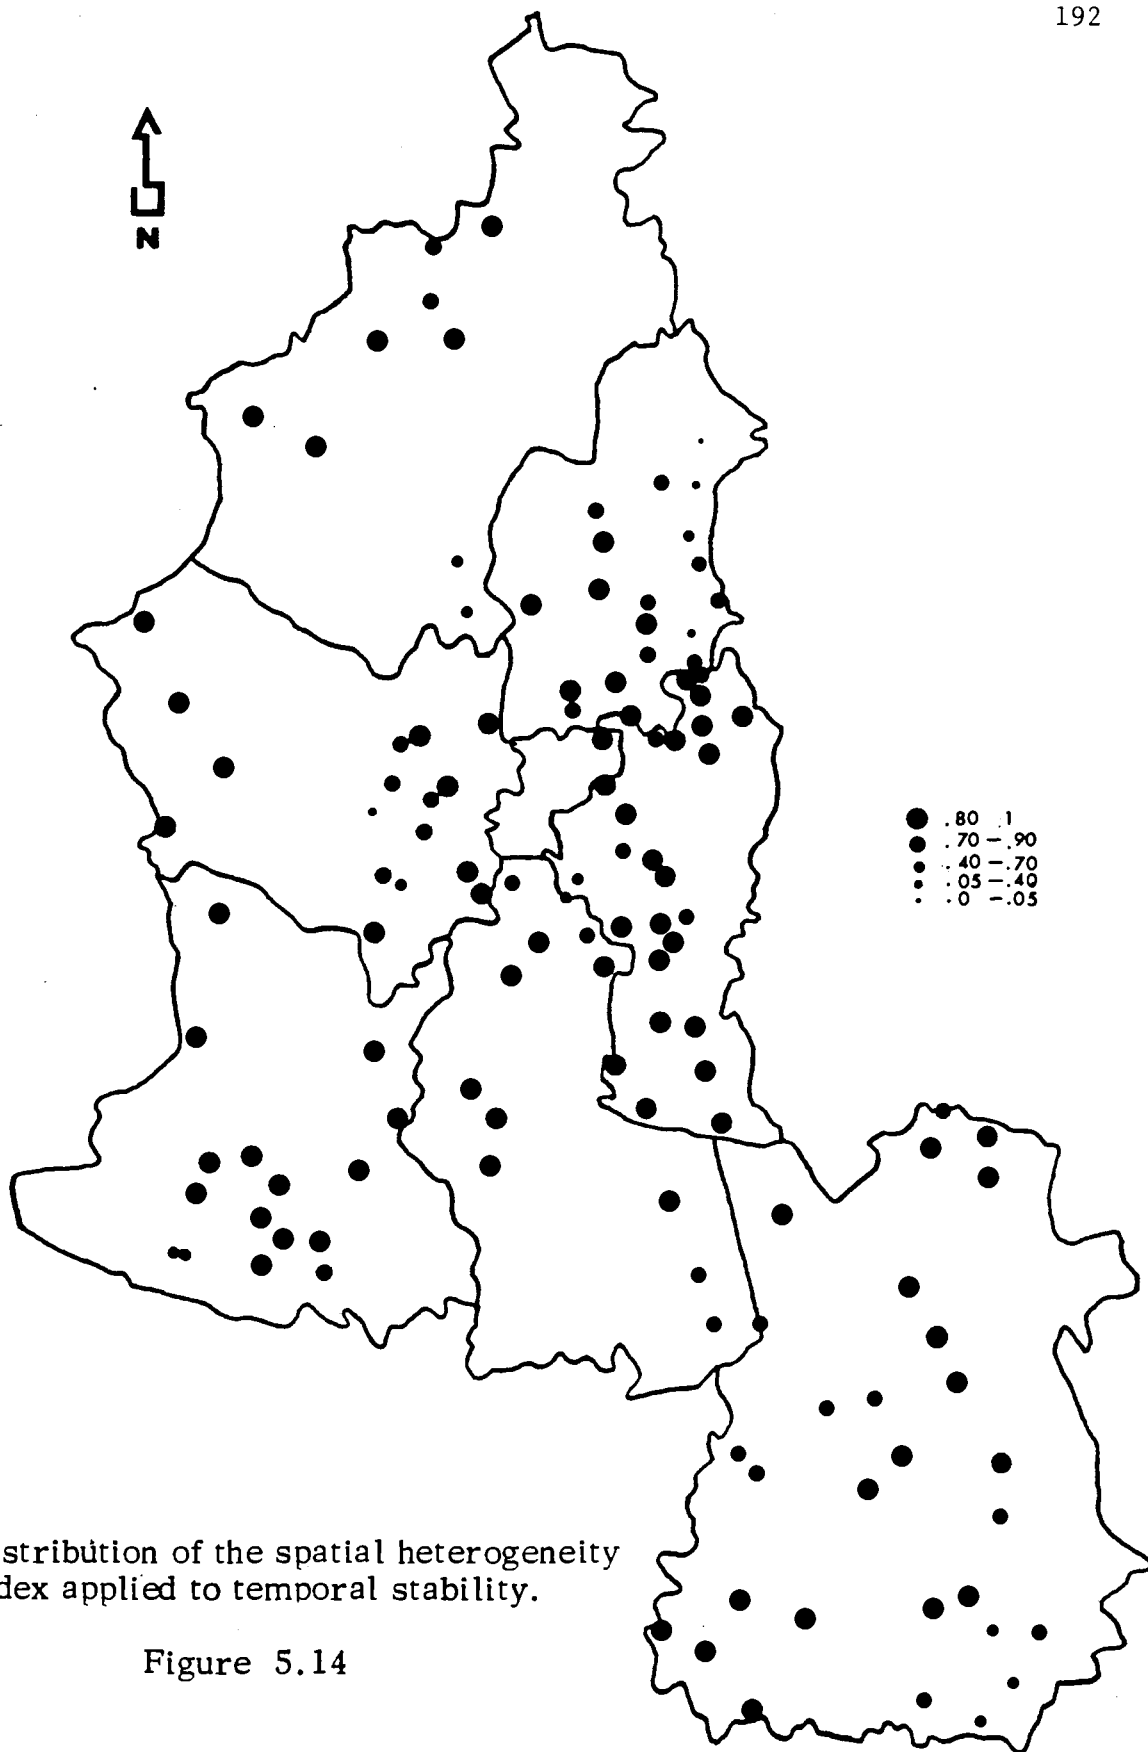 192
N
.80 .1
.70 -.90
.40 -.70
.05 -.40
.0 -.05
stribution of the spatial heterogeneity
dex applied to temporal stability.
Figure 5.14